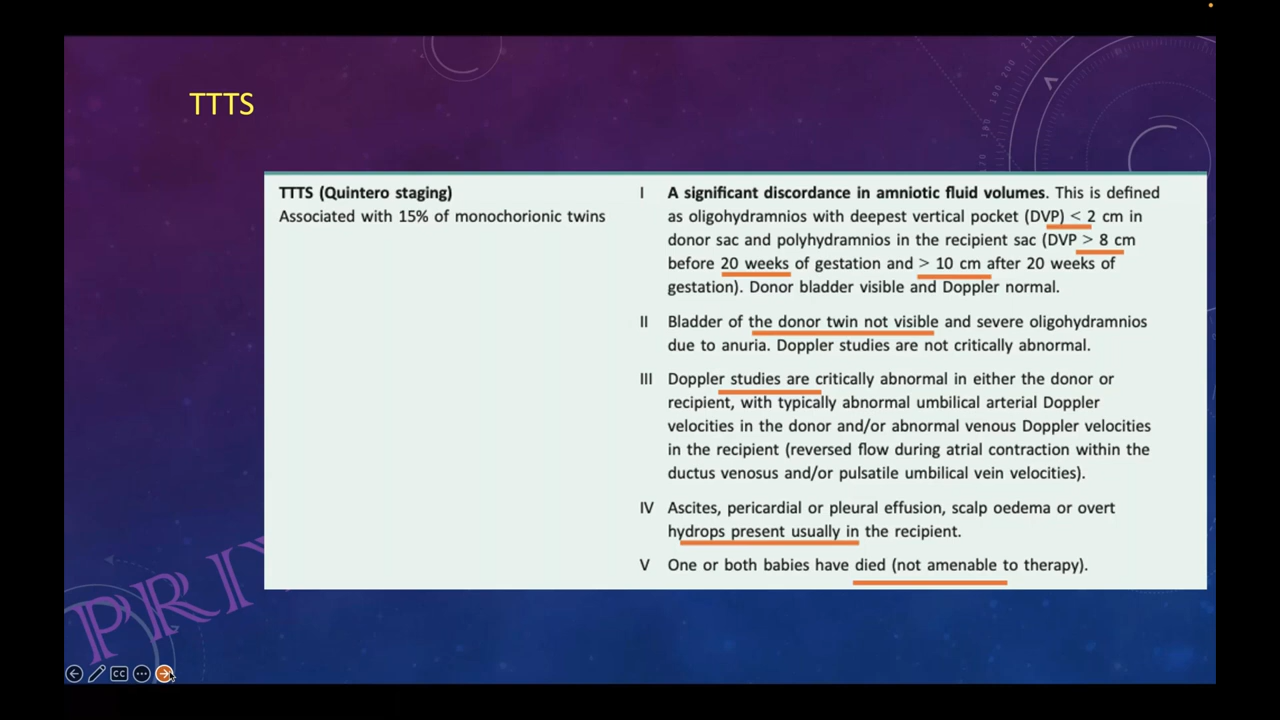 TTTS
TTTS (Quintero staging)
Associated with 15% of monochorionic twins
I A significant discordance in amniotic fluid volumes. This is defined
as oligohydramnios with deepest vertical pocket (DVP) < 2 cm in
donor sac and polyhydramnios in the recipient sac (DVP > 8 cm
before 20 weeks of gestation and > 10 cm after 20 weeks of
gestation). Donor bladder visible and Doppler normal.
II Bladder of the donor twin not visible and severe oligohydramnios
due to anuria. Doppler studies are not critically abnormal.
III Doppler studies are critically abnormal in either the donor or
recipient, with typically abnormal umbilical arterial Doppler
velocities in the donor and/or abnormal venous Doppler velocities
in the recipient (reversed flow during atrial contraction within the
ductus venosus and/or pulsatile umbilical vein velocities).
IV Ascites, pericardial or pleural effusion, scalp oedema or overt
hydrops present usually in the recipient.
V One or both babies have died (not amenable to therapy).
CC